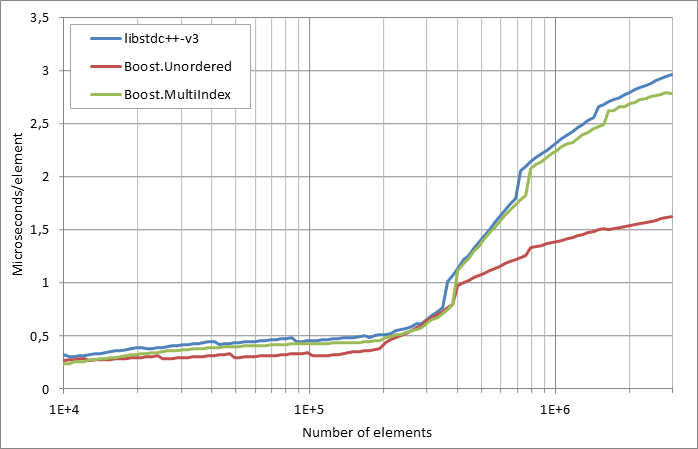 3,5
3
2,5
2
1,5
1
0,5
0
Microseconds/element
libstdc++-v3
Boost.Unordered
Boost.MultiIndex
1E+4 1E+5 1E+6
Number of elements